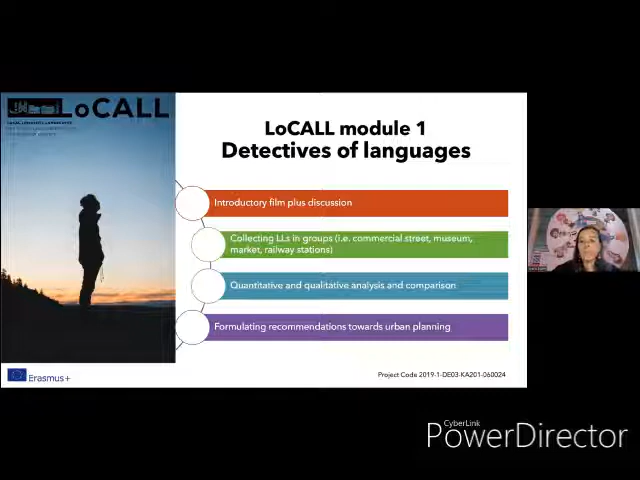 LoCALL
LoCALL module 1
Detectives of languages
Introductory film plus discussion
Collecting LLs in groups (i.e. commercial street, museum,
market, railway stations)
Quantitative and qualitative analysis and comparison
Formulating recommendations towards urban planning
Erasmus+
Project Code 2019-1-DE03-KA201-060024
CyberLink
PowerDirector